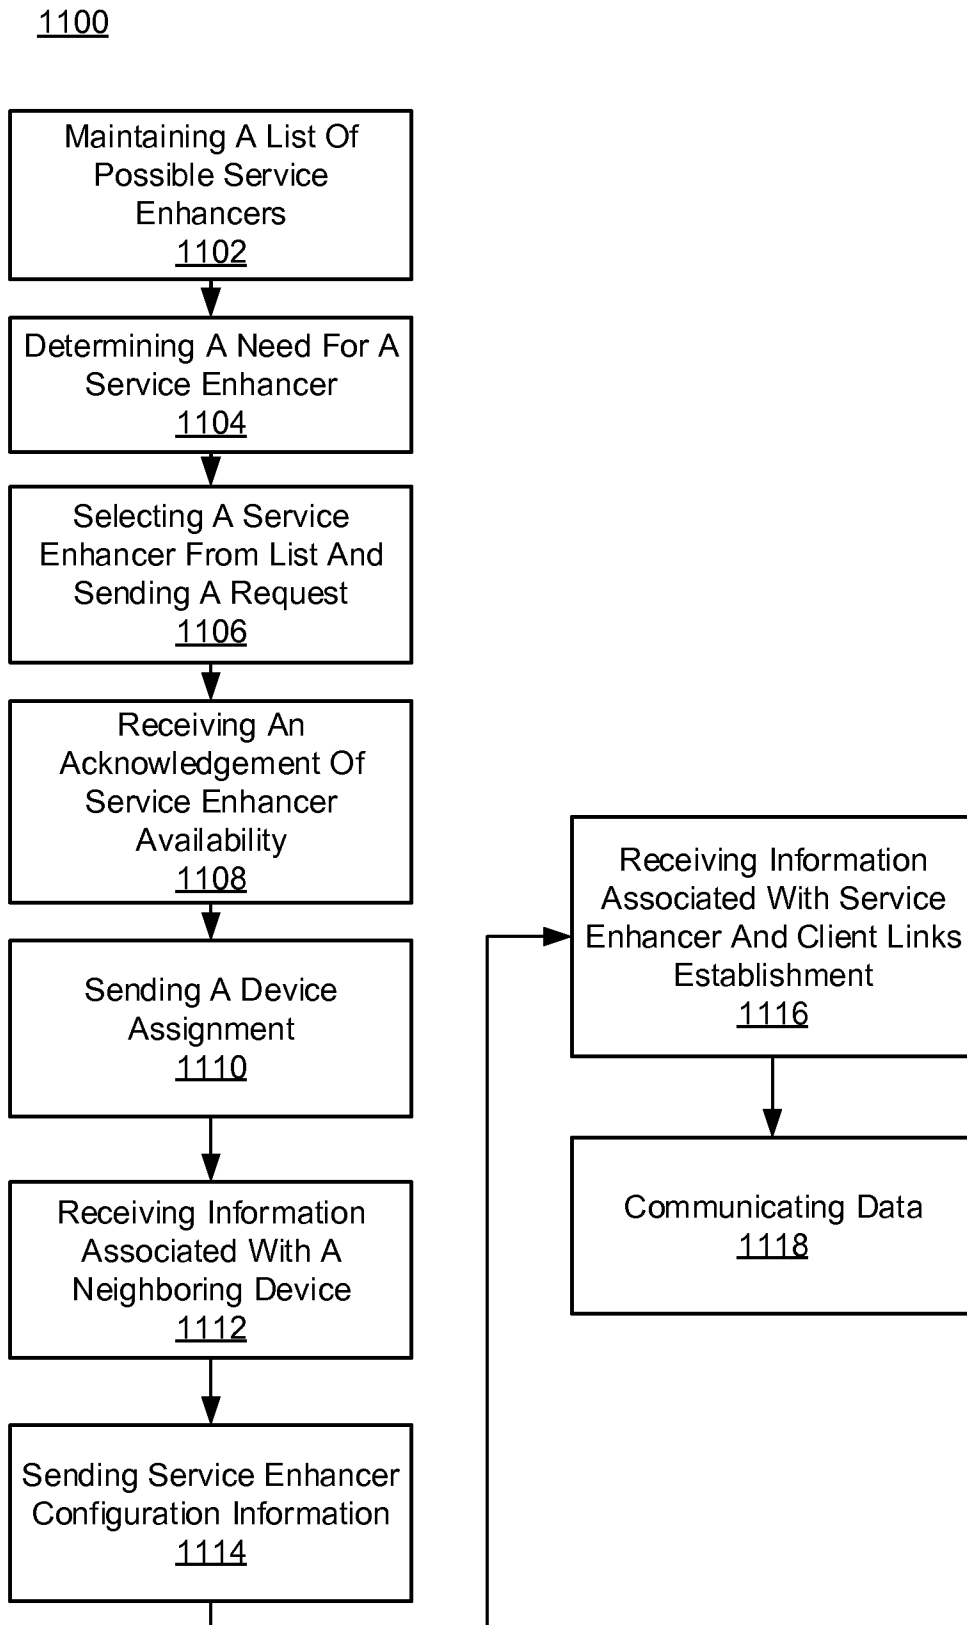 1100
Maintaining A List Of
Possible Service
Enhancers
1102
Determining A Need For A
Service Enhancer
1104
Selecting A Service
Enhancer From List And
Sending A Request
1106
Receiving An
Acknowledgement Of
Service Enhancer
Availability
1108
Sending A Device
Assignment
1110
Receiving Information
Associated With A
Neighboring Device
1112
Sending Service Enhancer
Configuration Information
1114
Receiving Information
Associated With Service
Enhancer And Client Links
Establishment
1116
Communicating Data
1118